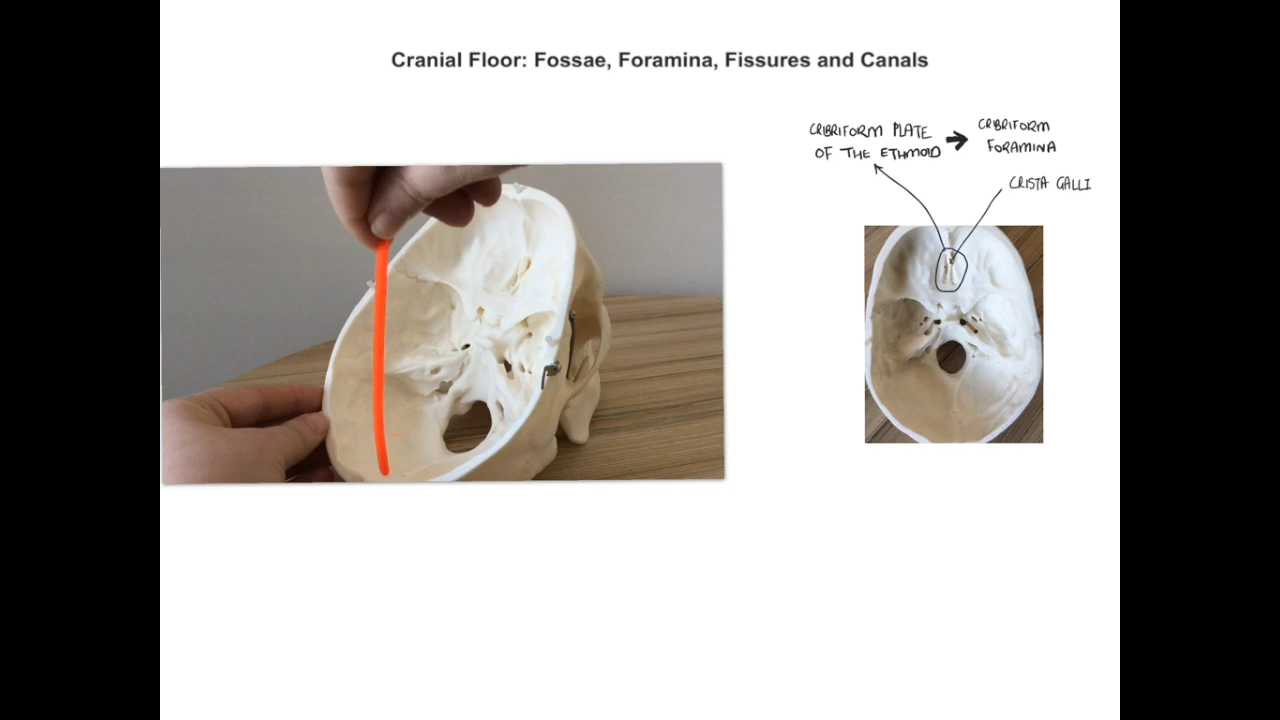 Cranial Floor: Fossae, Foramina, Fissures and Canals
CRIBRIFORM PLATE
OF THE ETHMOID
CRIBRIFORM
FORAMINA
CRISTA GALLI